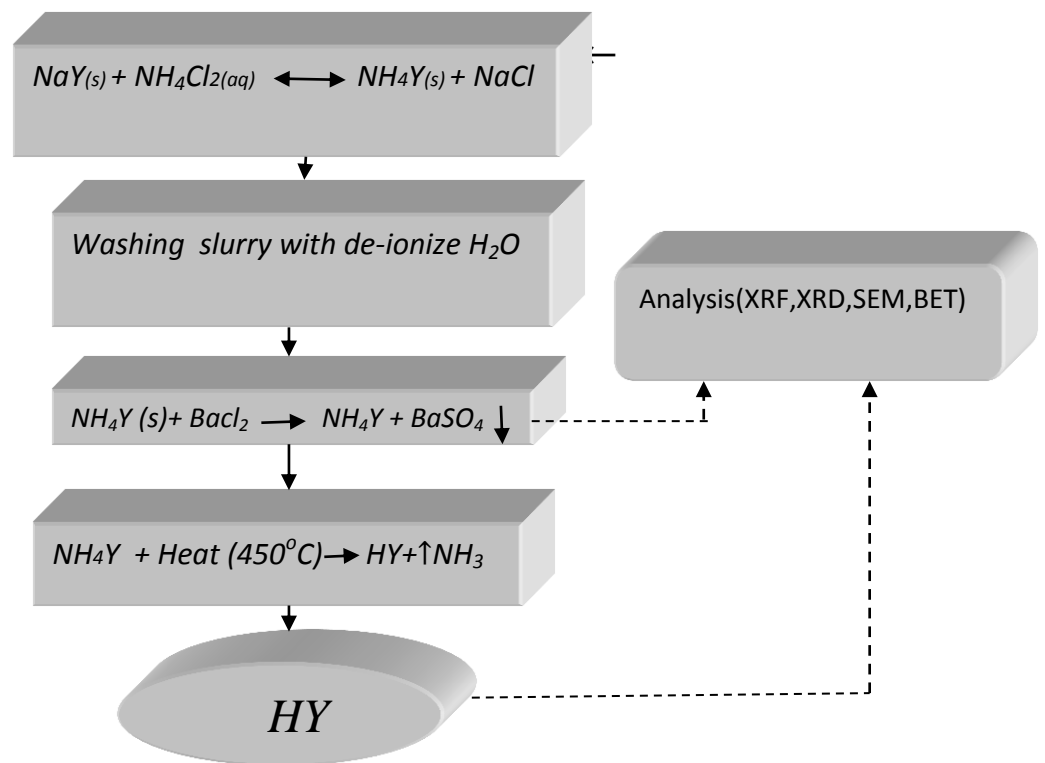 NaY(s) + NH₄Cl₂(aq) ⟷ NH₄Y(s) + NaCl
Washing slurry with de-ionize H₂O
Analysis(XRF,XRD,SEM,BET)
NH₄Y (s)+ Bacl₂ → NH₄Y + BaSO₄ ↓
NH₄Y + Heat (450°C)→ HY+↑NH₃
HY